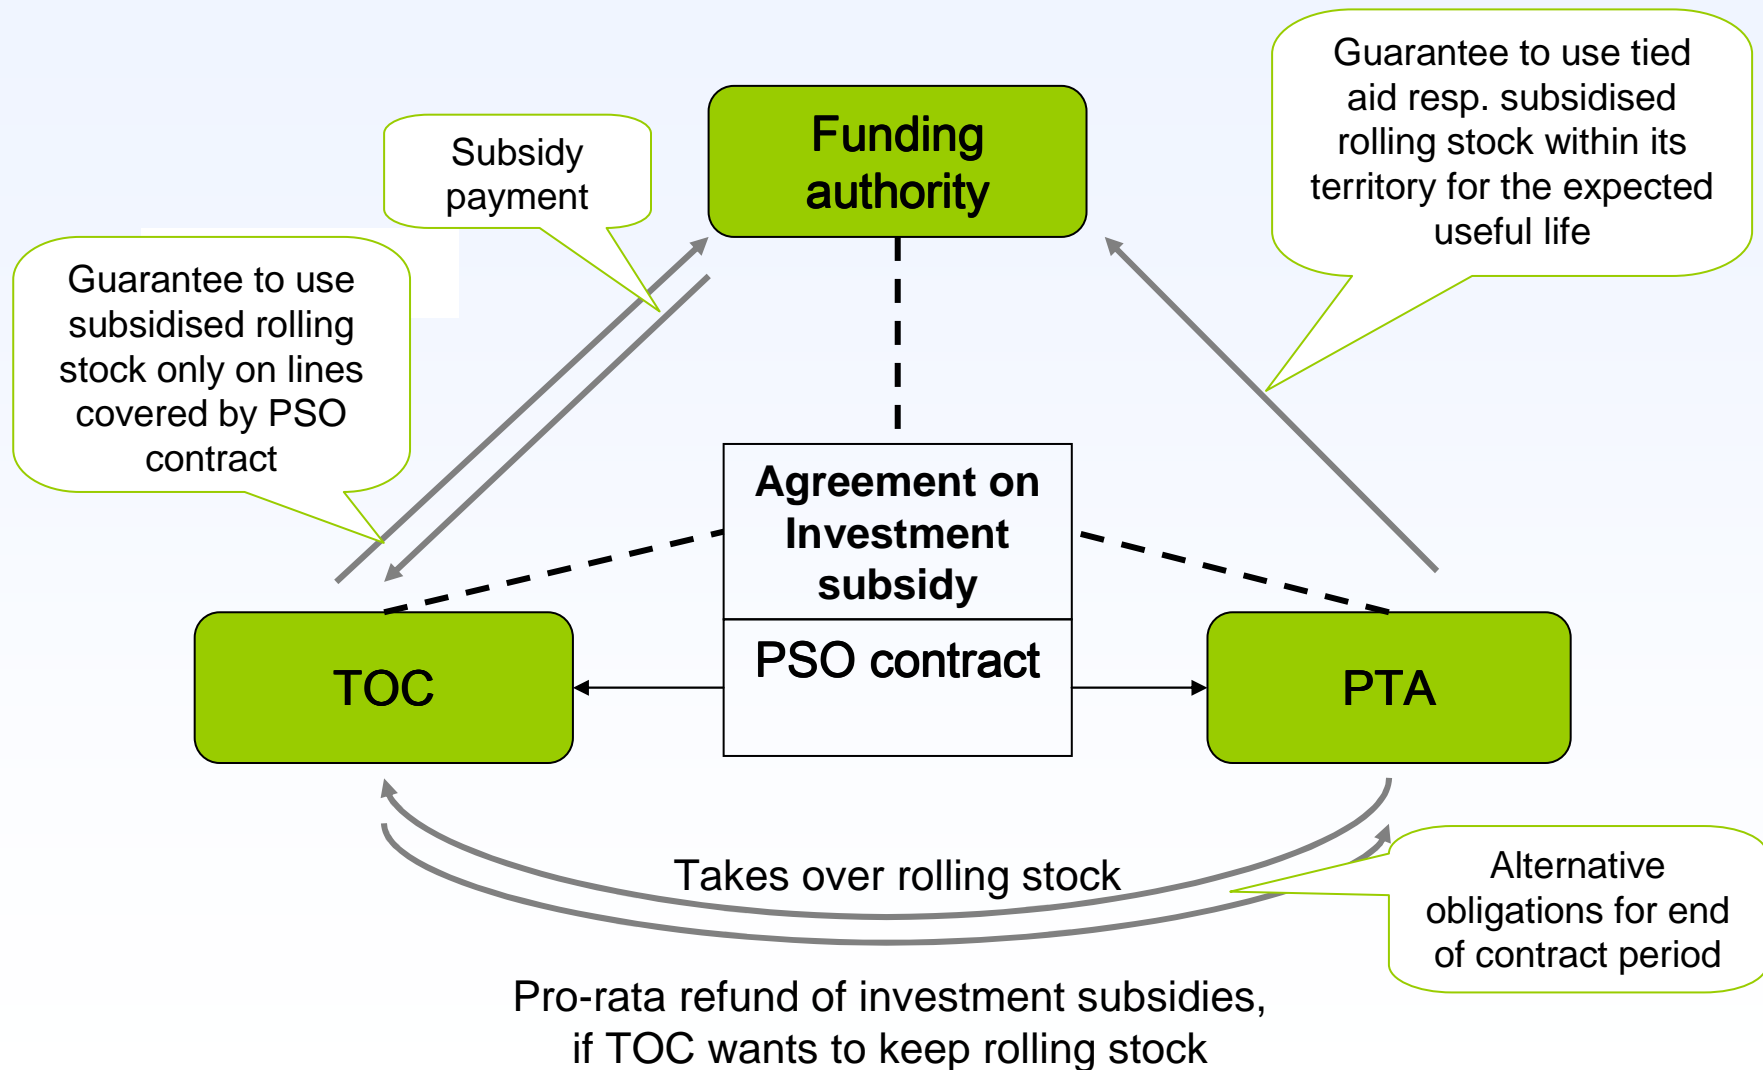 Guarantee to use tied
aid resp. subsidised
rolling stock within its
territory for the expected
useful life
Funding
authority
Subsidy
payment
Guarantee to use
subsidised rolling
stock only on lines
covered by PSO
contract
Agreement on
Investment
subsidy
PSO contract
TOC
PTA
Takes over rolling stock
Alternative
obligations for end
of contract period
Pro-rata refund of investment subsidies,
if TOC wants to keep rolling stock